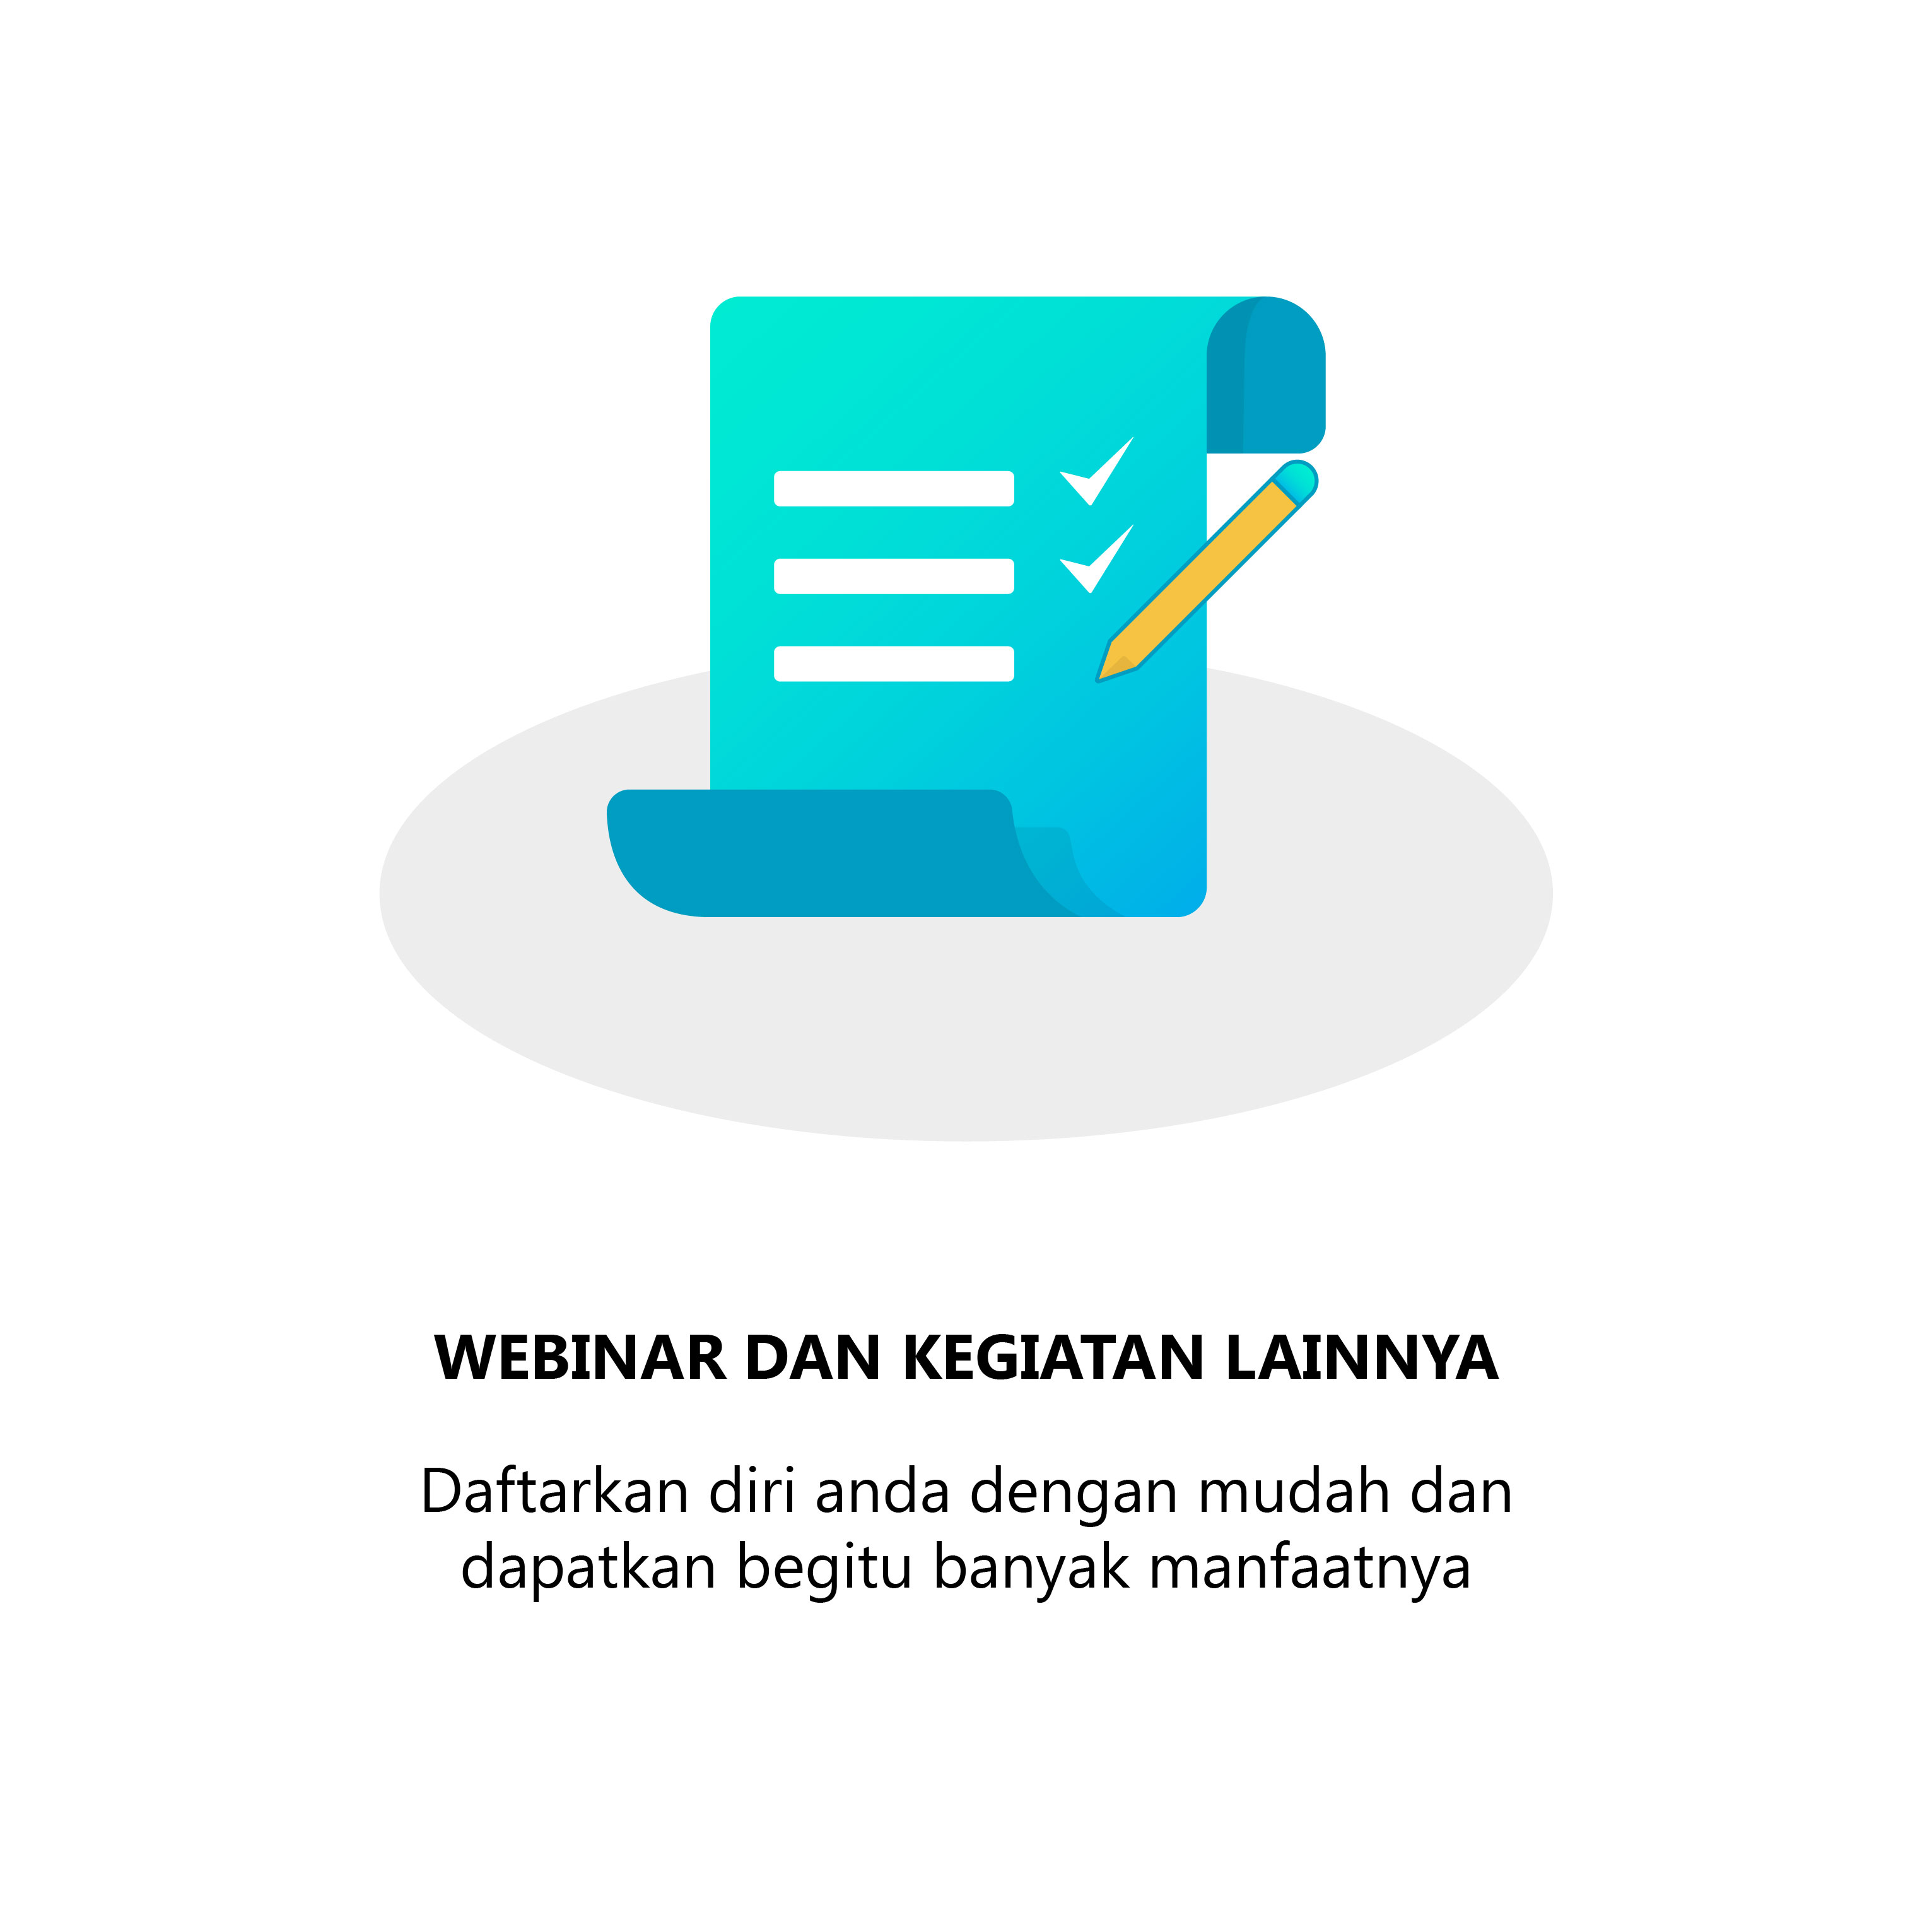 WEBINAR DAN KEGIATAN LAINNYA
Daftarkan diri anda dengan mudah dan
dapatkan begitu banyak manfaatnya